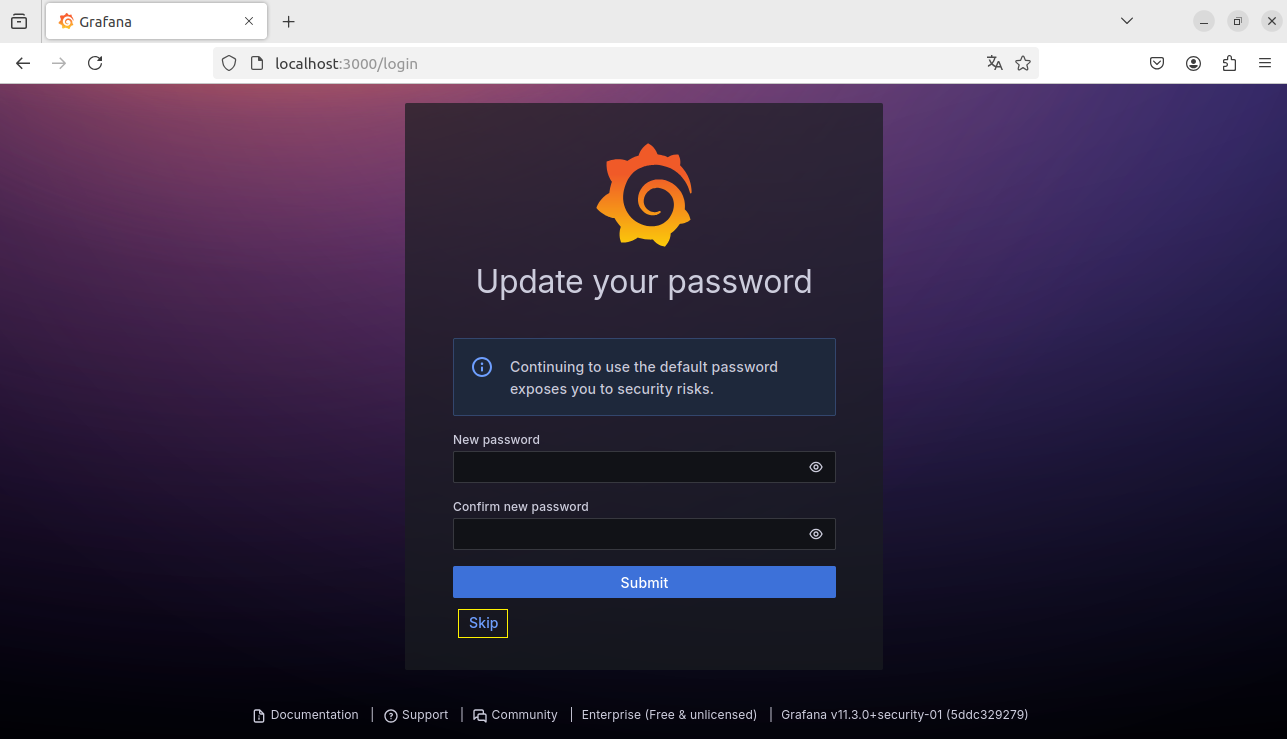 Grafana
localhost:3000/login
Update your password
Continuing to use the default password
exposes you to security risks.
New password
Confirm new password
Submit
Skip
Documentation | Support | Community | Enterprise (Free & unlicensed) | Grafana v11.3.0+security-01 (5ddc329279)